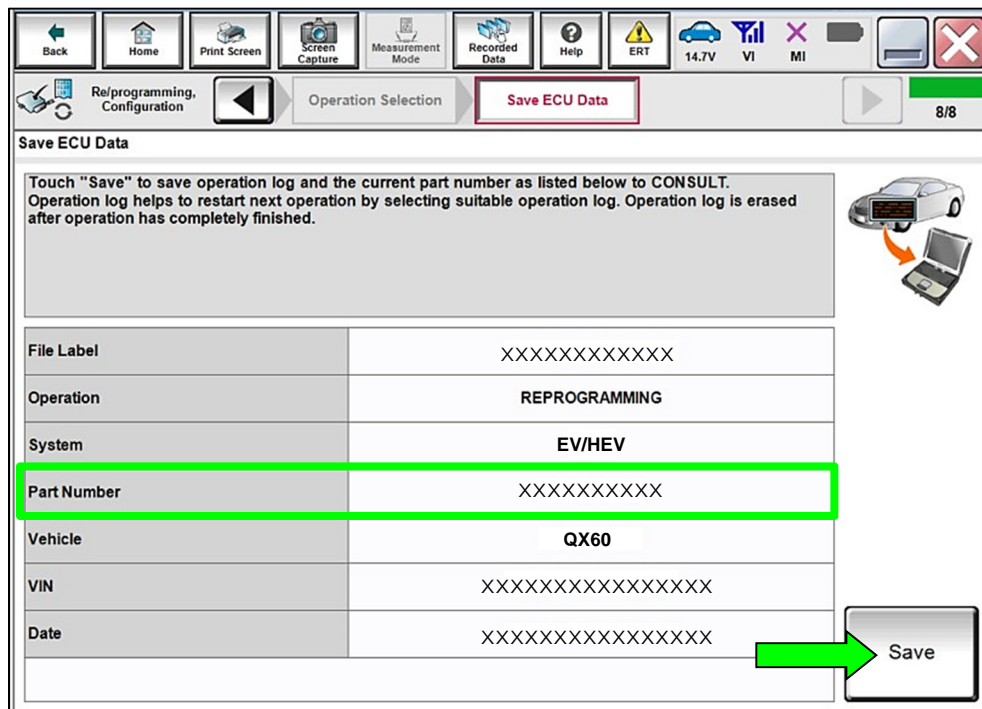 Back
Home
Print Screen
Screen
Capture
Measurement
Mode
Recorded
Data
Help
ERT
14.7V
VI
MI
Re/programming,
Configuration
Operation Selection
Save ECU Data
8/8
Save ECU Data
Touch "Save" to save operation log and the current part number as listed below to CONSULT.
Operation log helps to restart next operation by selecting suitable operation log. Operation log is erased
after operation has completely finished.
File Label XXXXXXXXXXXX
Operation REPROGRAMMING
System EV/HEV
Part Number XXXXXXXXXX
Vehicle QX60
VIN XXXXXXXXXXXXXXXX
Date XXXXXXXXXXXXXXXX
Save